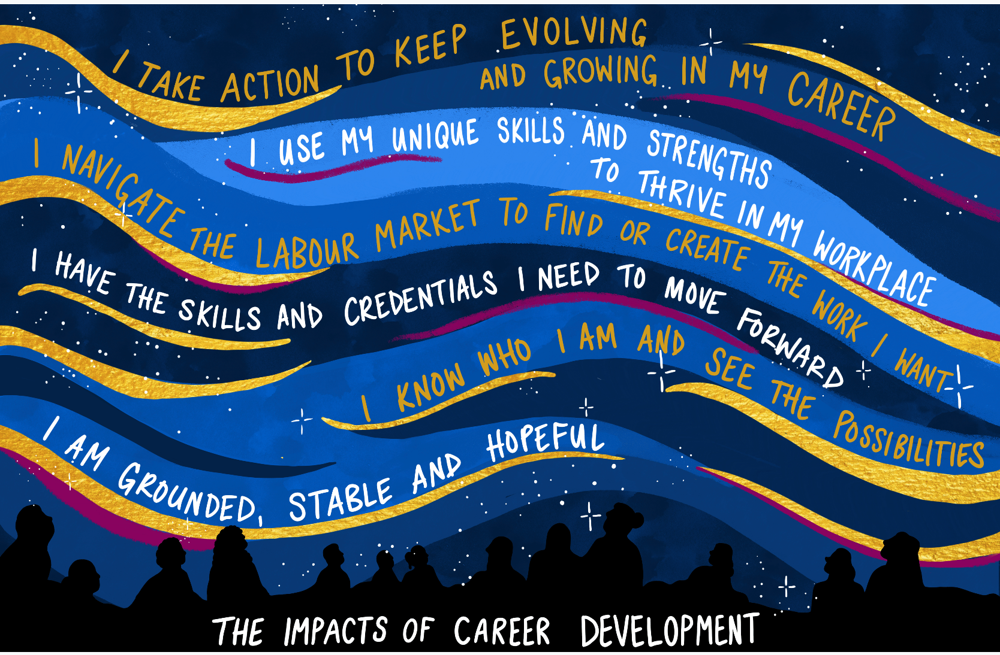 I TAKE ACTION TO KEEP EVOLVING
AND GROWING IN MY CAREER
I USE MY UNIQUE SKILLS AND STRENGTHS
TO THRIVE IN MY WORKPLACE
I NAVIGATE THE LABOUR MARKET TO FIND OR CREATE THE WORK I WANT
I HAVE THE SKILLS AND CREDENTIALS I NEED TO MOVE FORWARD
I KNOW WHO I AM AND SEE THE POSSIBILITIES
I AM GROUNDED, STABLE AND HOPEFUL
THE IMPACTS OF CAREER DEVELOPMENT